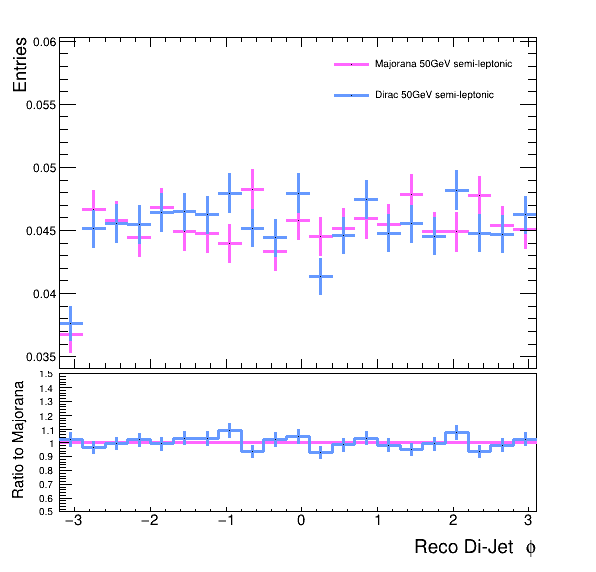 Entries
0.06
0.055
0.05
0.045
0.04
0.035
Majorana 50GeV semi-leptonic
Dirac 50GeV semi-leptonic
Ratio to Majorana
1.5
1.4
1.3
1.2
1.1
1
0.9
0.8
0.7
0.6
0.5
−3 −2 −1 0 1 2 3
Reco Di-Jet ϕ